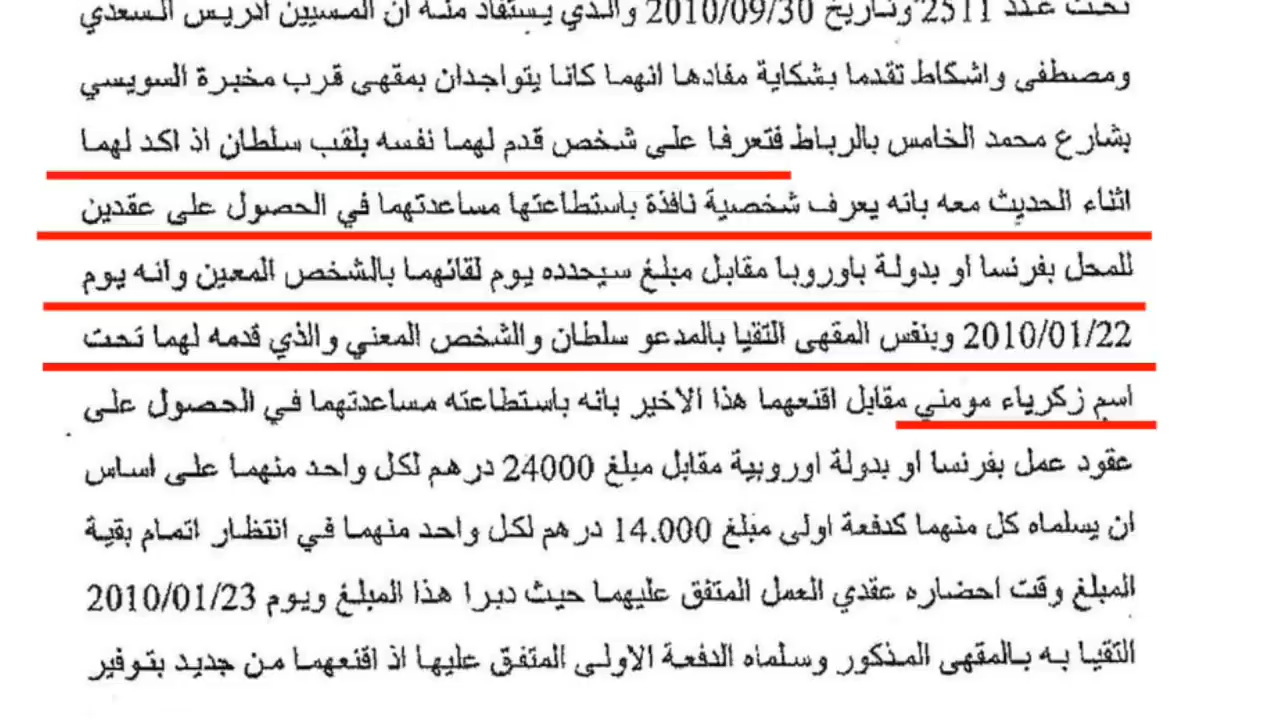 تحت عدد 2511 وتاريخ 2010/09/30 والذي يستفاد منه ان المسيين ادريس السعدي
ومصطفى واشكاط تقدما بشكاية مفادها انهما كانا يتواجدان بمقهى قرب مخبرة السويسي
بشارع محمد الخامس بالرباط فتعرفا على شخص قدم لهما نفسه بلقب سلطان اذ اكد لهما
اثناء الحديث معه بانه يعرف شخصية نافذة باستطاعتها مساعدتهما في الحصول على عقدين
للمحل بفرنسا او بدولة باوروبا مقابل مبلغ سيحدده يوم لقائهما بالشخص المعين وانه يوم
2010/01/22 وبنفس المقهى التقيا بالمدعو سلطان والشخص المعني والذي قدمه لهما تحت
اسم زكرياء مومني مقابل اقنعهما هذا الاخير بانه باستطاعته مساعدتهما في الحصول على
عقود عمل بفرنسا او بدولة اوروبية مقابل مبلغ 24000 درهم لكل واحد منهما على اساس
ان يسلماه كل منهما كدفعة اولى مبلغ 14.000 درهم لكل واحد منهما في انتظار اتمام بقية
المبلغ وقت احضاره عقدي العمل المتفق عليهما حيث دبرا هذا المبلغ ويوم 2010/01/23
التقيا به بالمقهى المذكور وسلماه الدفعة الاولى المتفق عليها اذ اقنعهما من جديد بتوفير